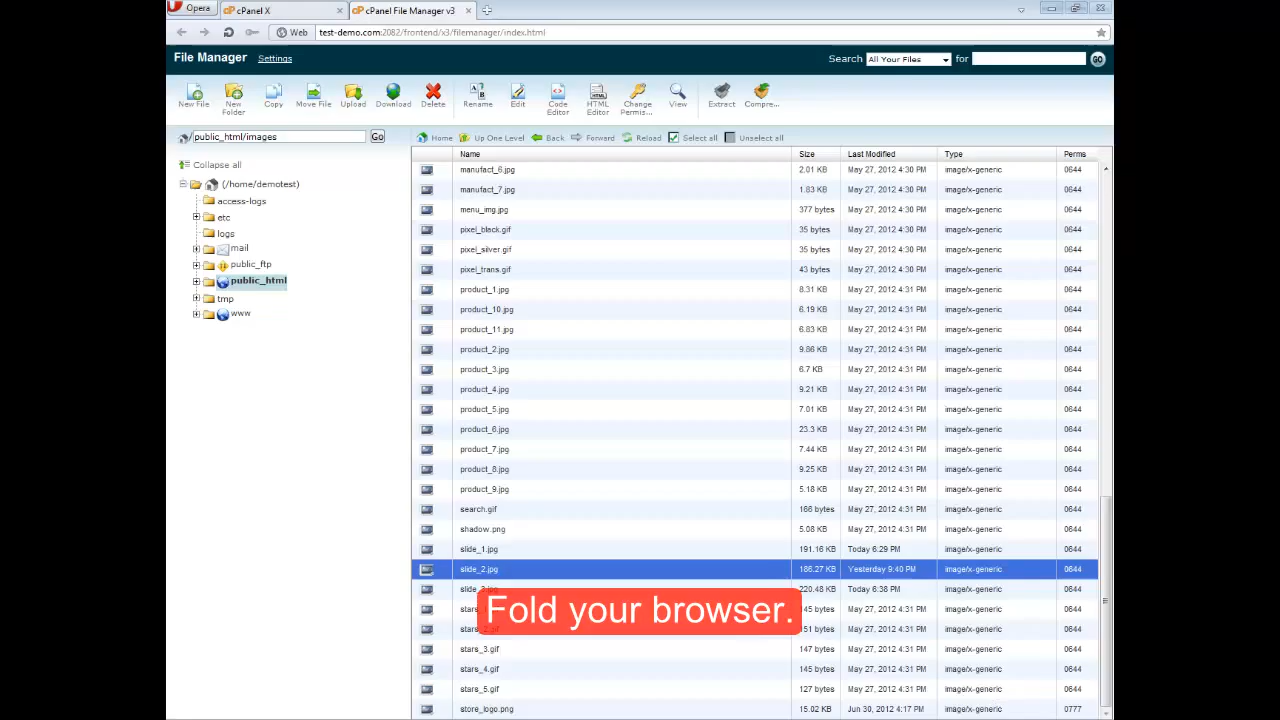 Opera
cPanel X
cPanel File Manager v3
Web
test-demo.com:2082/frontend/x3/filemanager/index.html
File Manager
Settings
Search
All Your Files
for
GO
New File
New Folder
Copy
Move File
Upload
Download
Delete
Rename
Edit
Code Editor
HTML Editor
Change Permis...
View
Extract
Compre...
/public_html/images
Go
Home
Up One Level
Back
Forward
Reload
Select all
Unselect all
Collapse all
(/home/demotest)
access-logs
etc
logs
mail
public_ftp
public_html
tmp
www
Name Size Last Modified Type Perms
manufact_6.jpg 2.01 KB May 27, 2012 4:30 PM image/x-generic 0644
manufact_7.jpg 1.83 KB May 27, 2012 4:30 PM image/x-generic 0644
menu_img.jpg 377 bytes May 27, 2012 4:30 PM image/x-generic 0644
pixel_black.gif 35 bytes May 27, 2012 4:30 PM image/x-generic 0644
pixel_silver.gif 35 bytes May 27, 2012 4:30 PM image/x-generic 0644
pixel_trans.gif 43 bytes May 27, 2012 4:30 PM image/x-generic 0644
product_1.jpg 8.31 KB May 27, 2012 4:31 PM image/x-generic 0644
product_10.jpg 6.19 KB May 27, 2012 4:31 PM image/x-generic 0644
product_11.jpg 6.83 KB May 27, 2012 4:31 PM image/x-generic 0644
product_2.jpg 9.86 KB May 27, 2012 4:31 PM image/x-generic 0644
product_3.jpg 6.7 KB May 27, 2012 4:31 PM image/x-generic 0644
product_4.jpg 9.21 KB May 27, 2012 4:31 PM image/x-generic 0644
product_5.jpg 7.01 KB May 27, 2012 4:31 PM image/x-generic 0644
product_6.jpg 23.3 KB May 27, 2012 4:31 PM image/x-generic 0644
product_7.jpg 7.44 KB May 27, 2012 4:31 PM image/x-generic 0644
product_8.jpg 9.25 KB May 27, 2012 4:31 PM image/x-generic 0644
product_9.jpg 5.18 KB May 27, 2012 4:31 PM image/x-generic 0644
search.gif 166 bytes May 27, 2012 4:31 PM image/x-generic 0644
shadow.png 5.08 KB May 27, 2012 4:31 PM image/x-generic 0644
slide_1.jpg 191.16 KB Today 6:29 PM image/x-generic 0644
slide_2.jpg 186.27 KB Yesterday 9:40 PM image/x-generic 0644
slide_ 220.48 KB Today 6:38 PM image/x-generic 0644
Fold your browser.
stars_ 145 bytes May 27, 2012 4:31 PM image/x-generic 0644
stars_ 151 bytes May 27, 2012 4:31 PM image/x-generic 0644
stars_3.gif 147 bytes May 27, 2012 4:31 PM image/x-generic 0644
stars_4.gif 146 bytes May 27, 2012 4:31 PM image/x-generic 0644
stars_5.gif 127 bytes May 27, 2012 4:31 PM image/x-generic 0644
store_logo.png 15.02 KB Jun 30, 2012 4:17 PM image/x-generic 0777